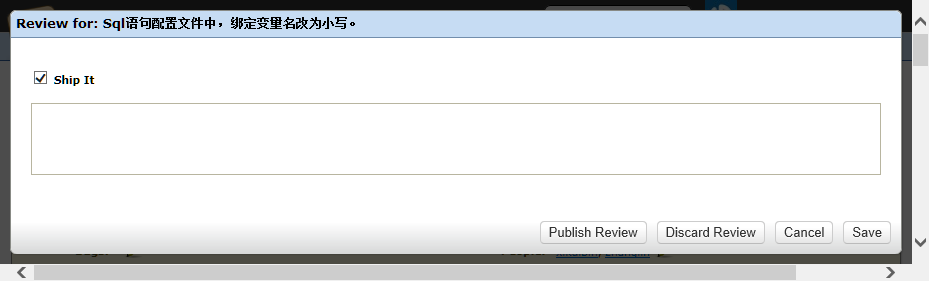 Review for: Sql语句配置文件中，绑定变量名改为小写。
Ship It
Publish Review Discard Review Cancel Save